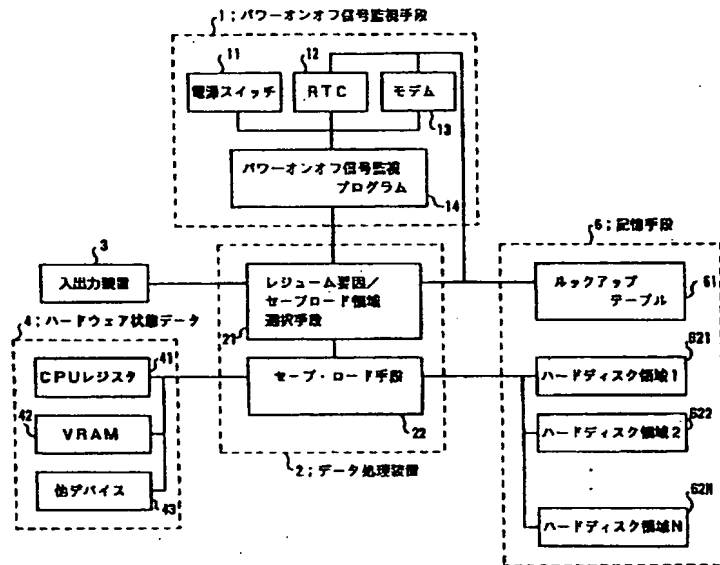 1;パワーオンオフ信号監視手段
11
12
電源スイッチ
RTC
モデム
13
パワーオンオフ信号監視
プログラム
14
3
入出力装置
レジューム要因/
セーブロード領域
選択手段
21
6;記憶手段
ルックアップ
テーブル
61
4;ハードウェア状態データ
41
CPUレジスタ
セーブ・ロード手段
22
621
ハードディスク領域1
42
VRAM
622
ハードディスク領域2
他デバイス
43
2;データ処理装置
62N
ハードディスク領域N